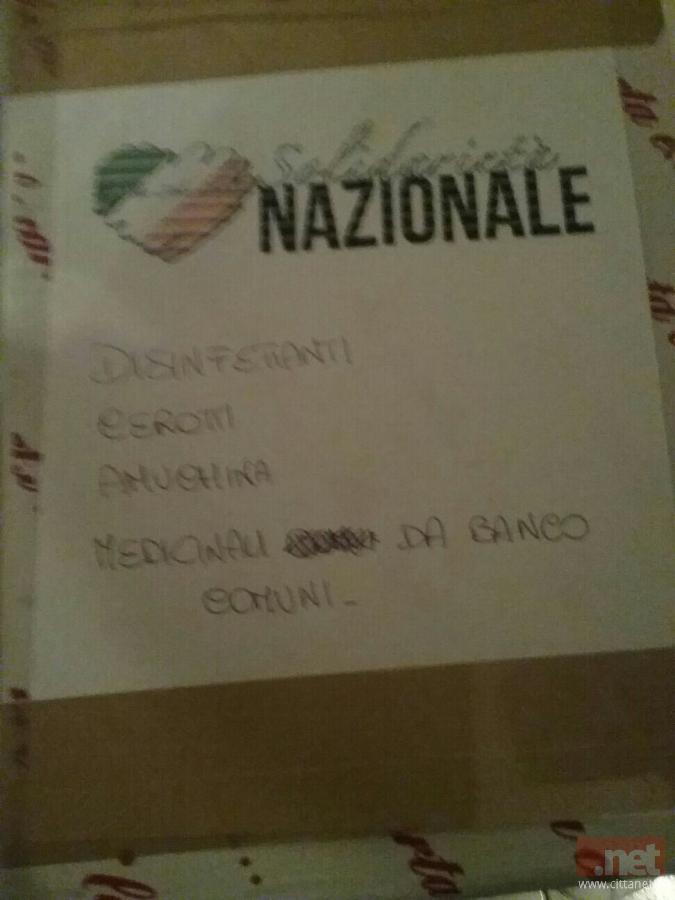 Solidarietà
NAZIONALE
DISINFETTANTI
CEROTTI
AMUCHINA
MEDICINALI DA BANCO
COMUNI -
.net
www.cittanet